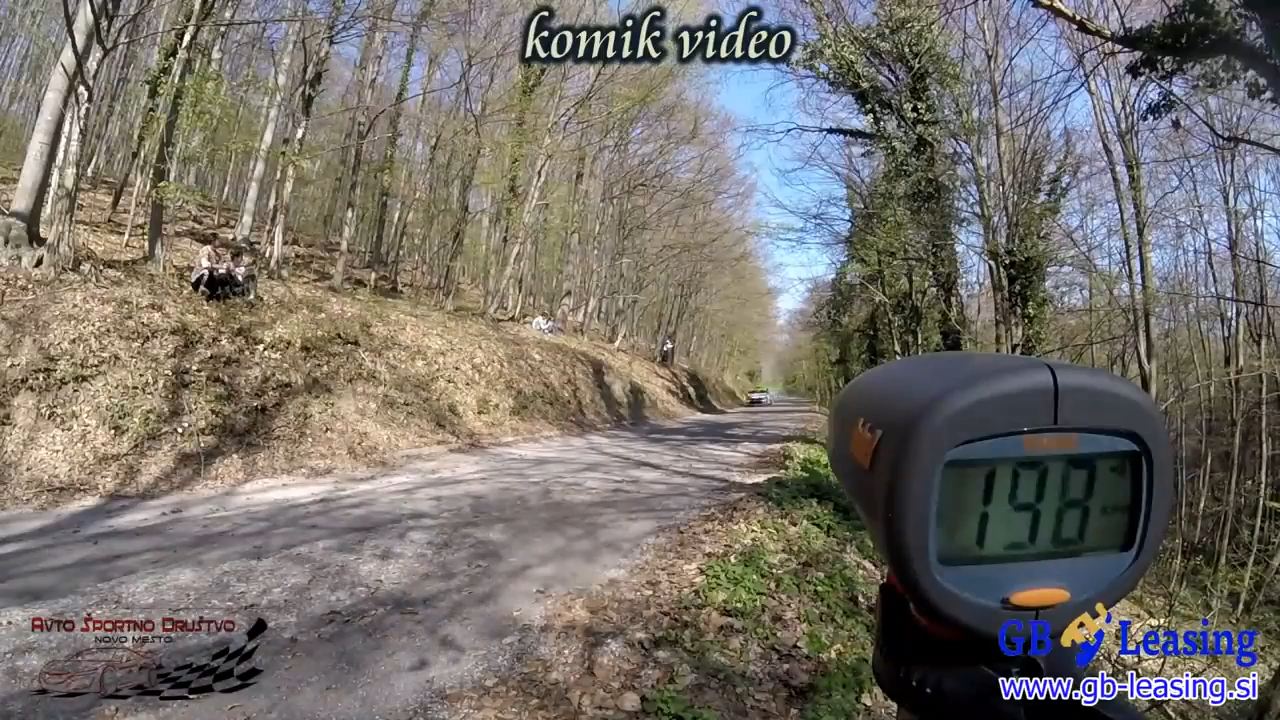 komik video
198
AVTO ŠPORTNO DRUŠTVO
NOVO MESTO
GB Leasing
www.gb-leasing.si